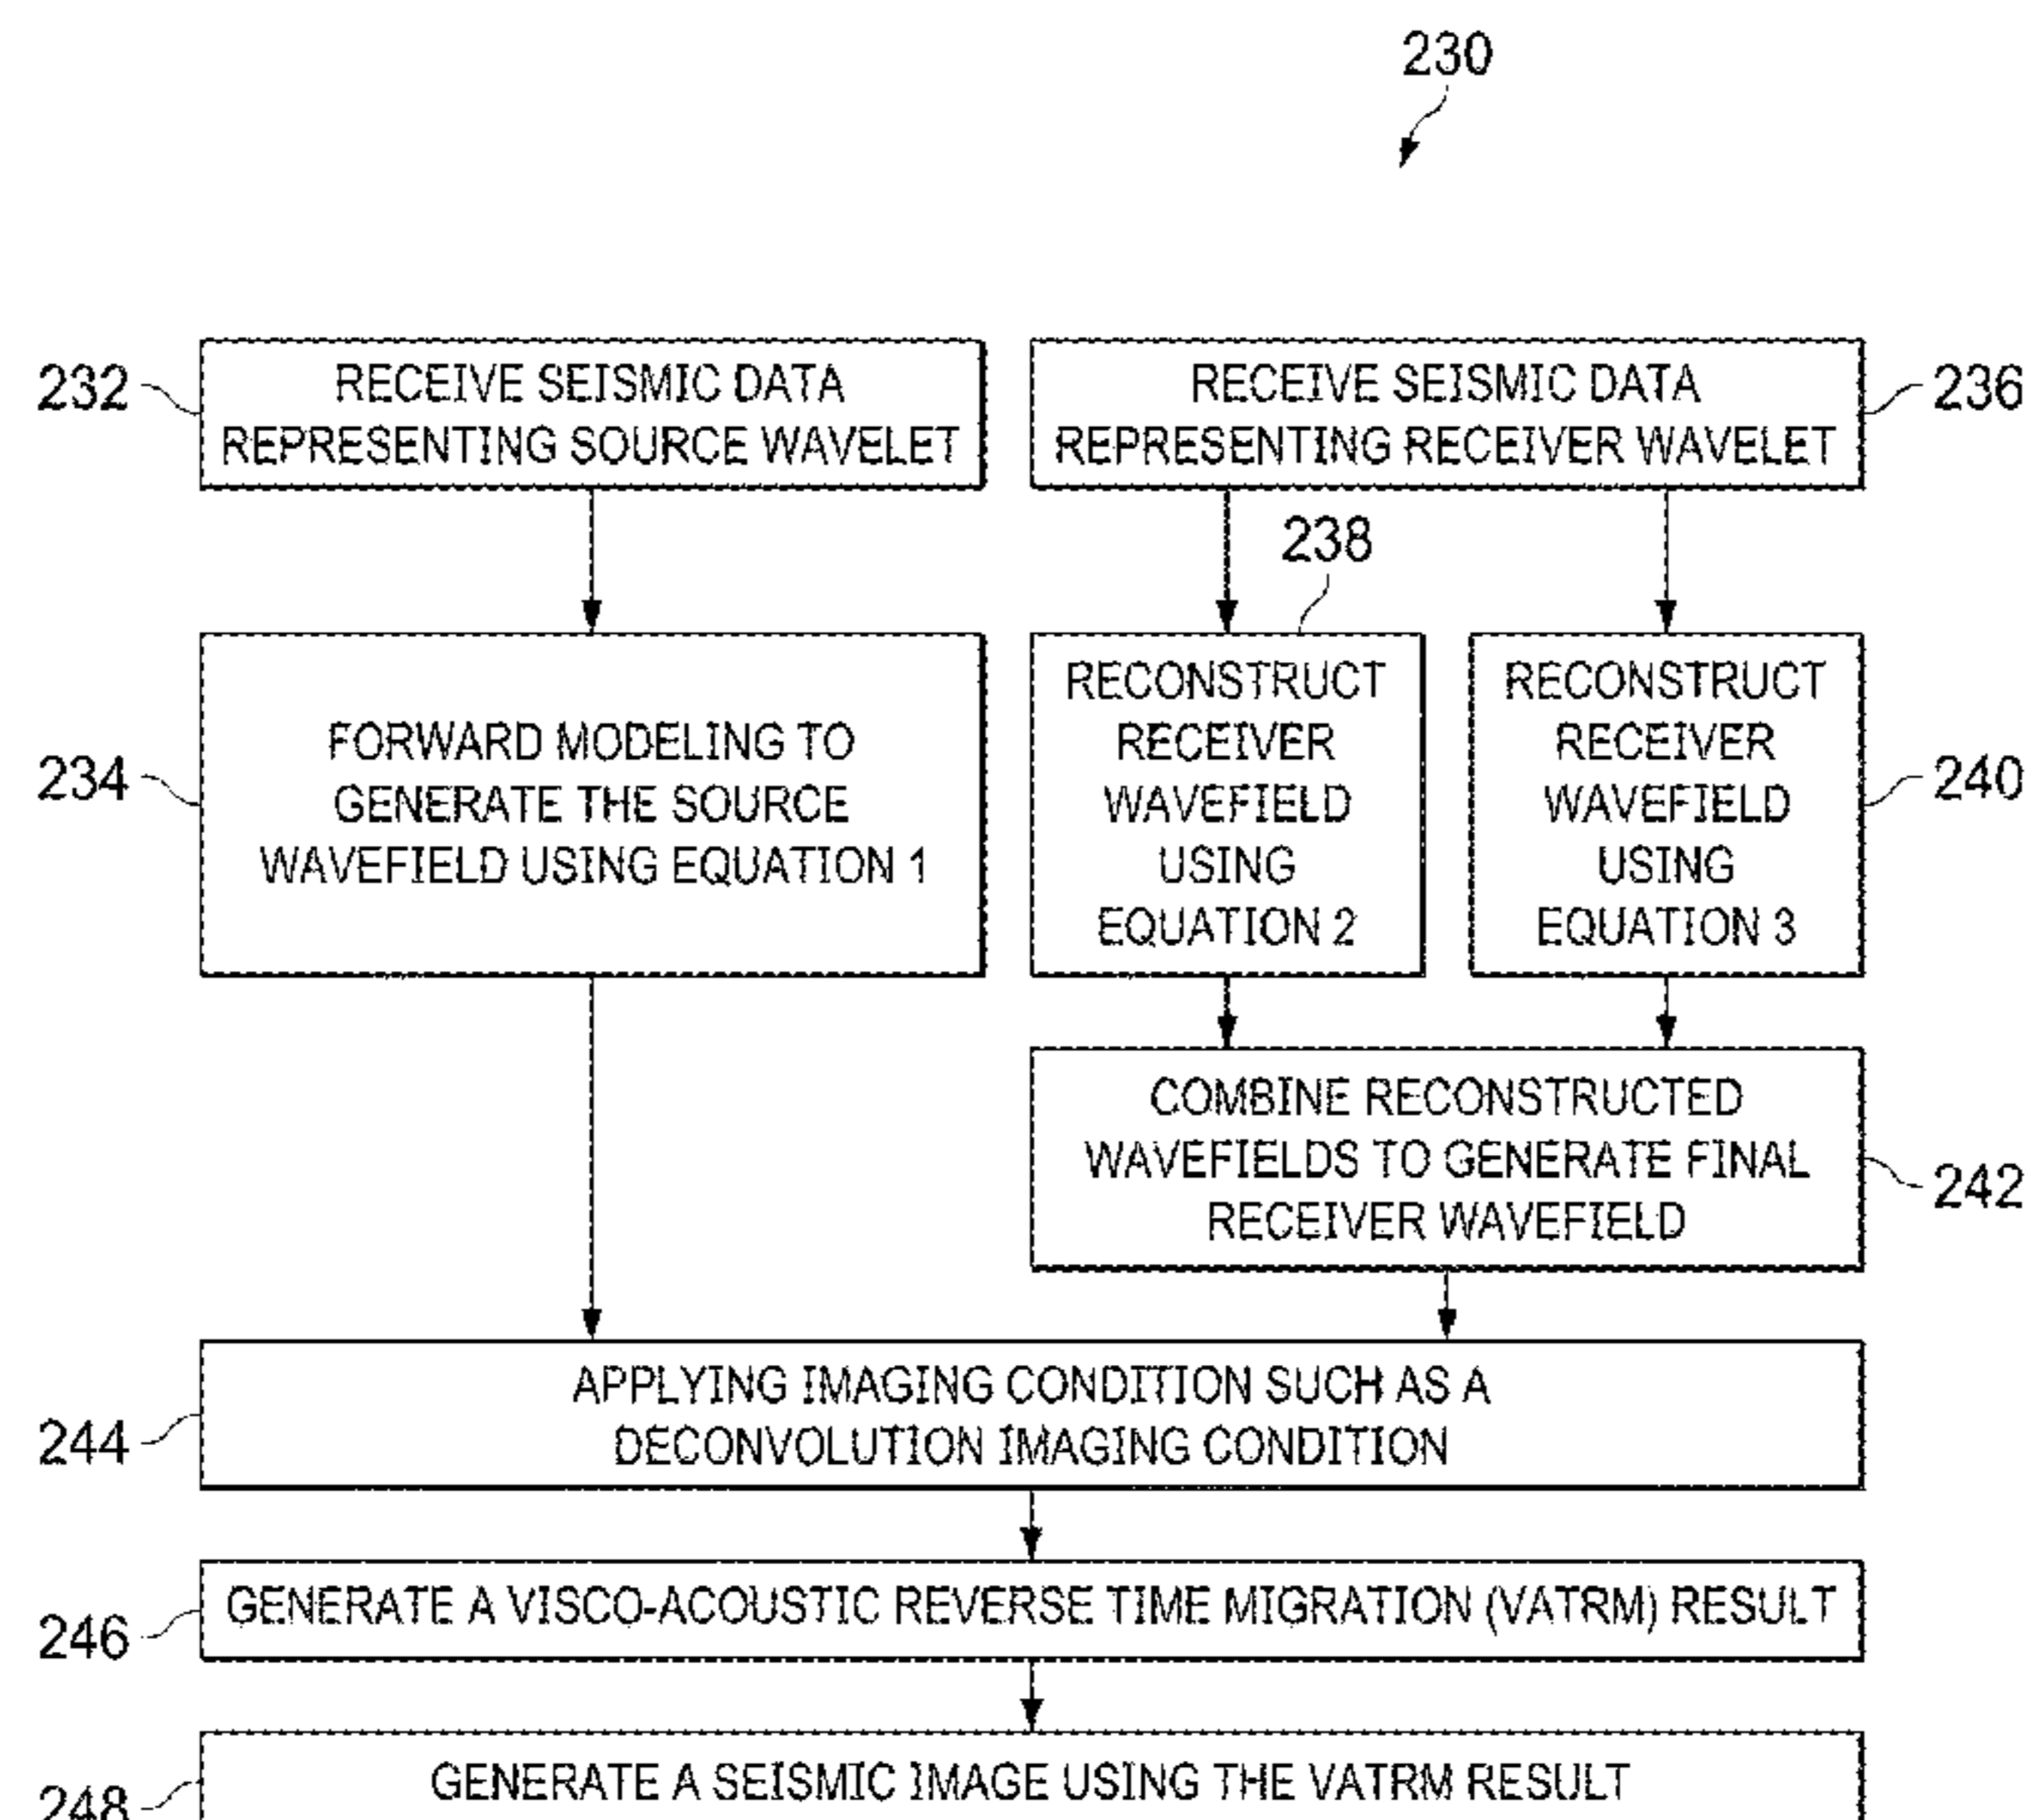 230
232
RECEIVE SEISMIC DATA
REPRESENTING SOURCE WAVELET
RECEIVE SEISMIC DATA
REPRESENTING RECEIVER WAVELET
236
238
234
FORWARD MODELING TO
GENERATE THE SOURCE
WAVEFIELD USING EQUATION 1
RECONSTRUCT
RECEIVER
WAVEFIELD
USING
EQUATION 2
RECONSTRUCT
RECEIVER
WAVEFIELD
USING
EQUATION 3
240
COMBINE RECONSTRUCTED
WAVEFIELDS TO GENERATE FINAL
RECEIVER WAVEFIELD
242
244
APPLYING IMAGING CONDITION SUCH AS A
DECONVOLUTION IMAGING CONDITION
246
GENERATE A VISCO-ACOUSTIC REVERSE TIME MIGRATION (VATRM) RESULT
248
GENERATE A SEISMIC IMAGE USING THE VATRM RESULT